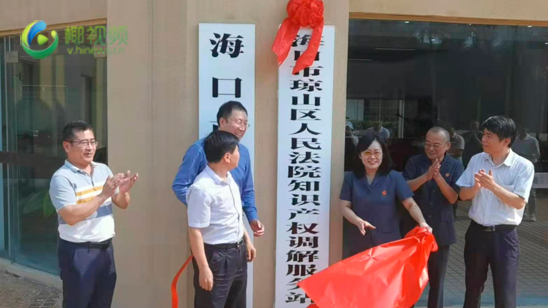 椰视频
v.hinews.cn
海口
海口市琼山区人民法院知识产权调解服务站